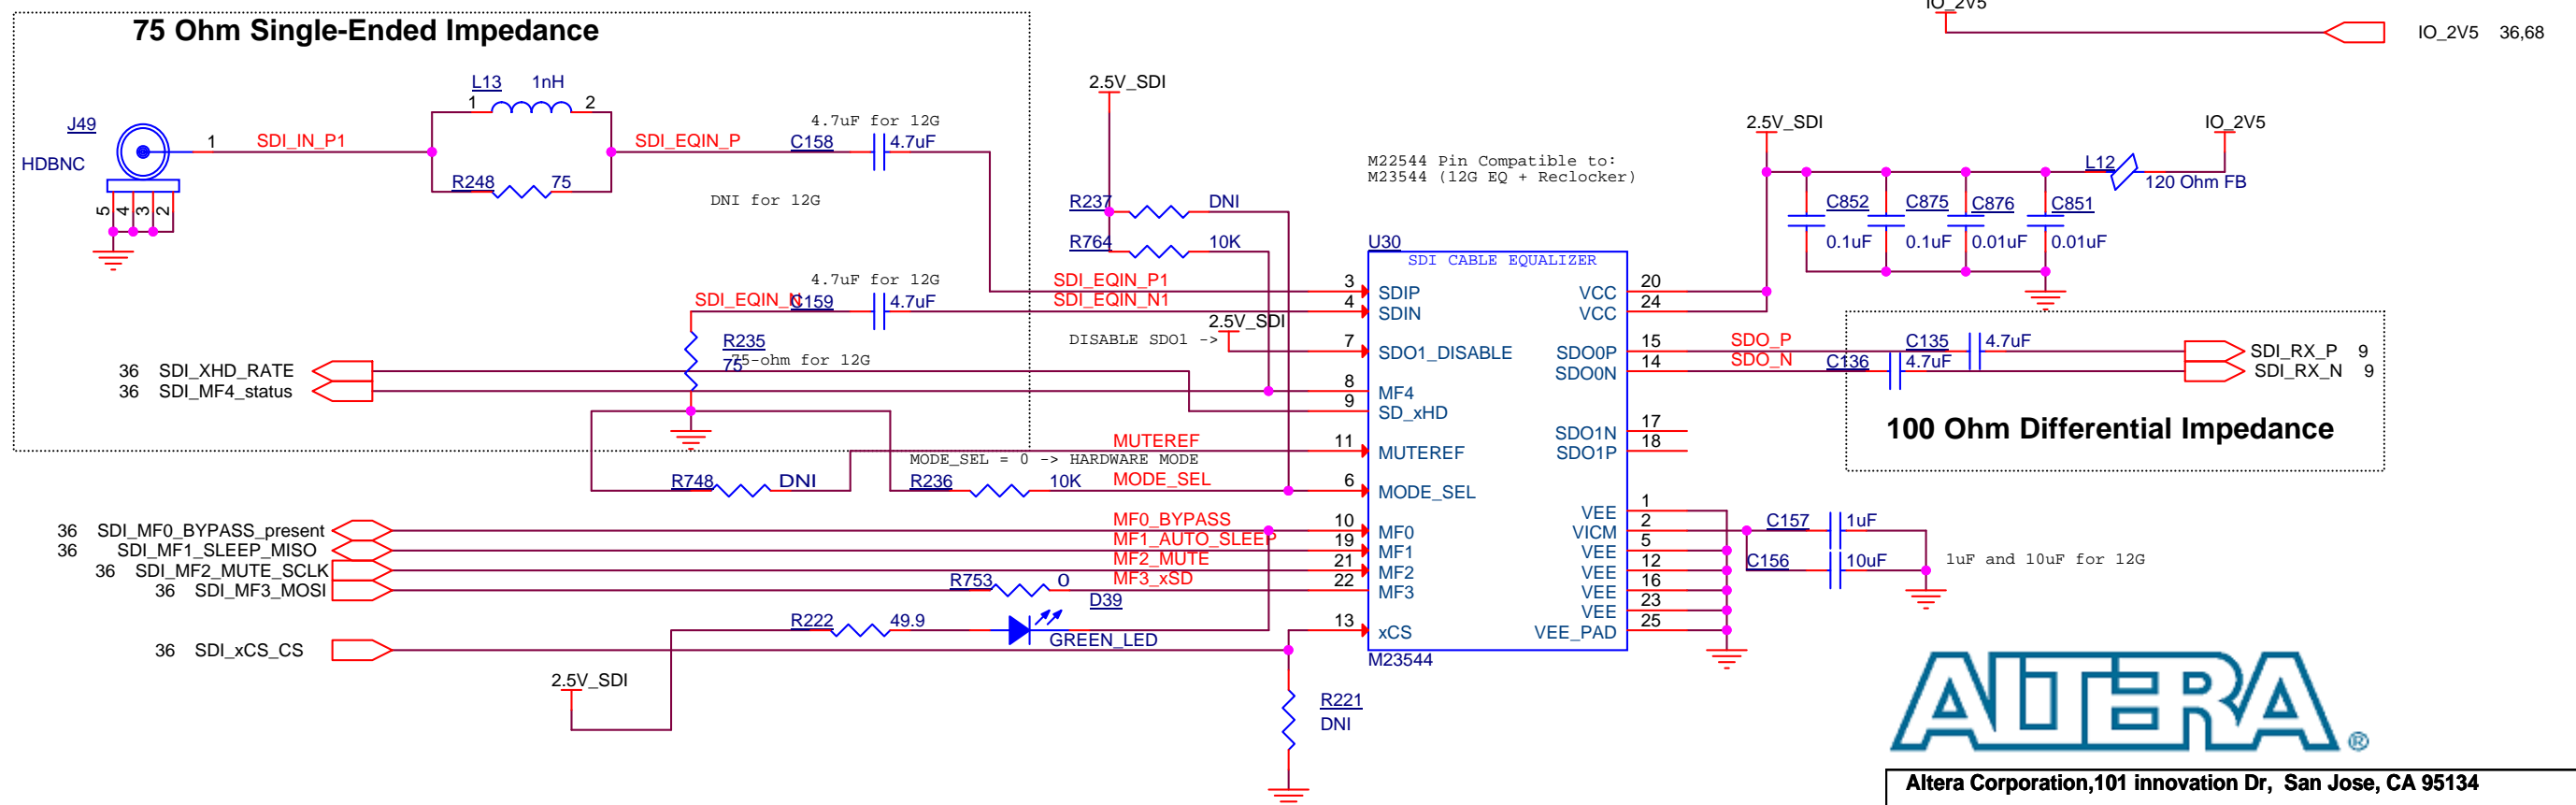 75 Ohm Single-Ended Impedance
IO_2V5
IO_2V5 36,68
L13 1nH
1 2
J49
HDBNC
1
SDI_IN_P1
R248 75
5 4 3 2
SDI_EQIN_P
4.7uF for 12G
C158 4.7uF
DNI for 12G
2.5V_SDI
R237 DNI
R764 10K
M22544 Pin Compatible to:
M23544 (12G EQ + Reclocker)
2.5V_SDI
IO_2V5
L12
120 Ohm FB
C852 C875 C876 C851
0.1uF 0.1uF 0.01uF 0.01uF
4.7uF for 12G
SDI_EQIN_N C159 4.7uF
SDI_EQIN_P1
SDI_EQIN_N1
2.5V_SDI
DISABLE SDO1 ->
R235
75
75-ohm for 12G
36 SDI_XHD_RATE
36 SDI_MF4_status
U30
SDI CABLE EQUALIZER
3 SDIP
4 SDIN
7 SDO1_DISABLE
8 MF4
9 SD_xHD
11 MUTEREF
6 MODE_SEL
10 MF0
19 MF1
21 MF2
22 MF3
13 xCS
M23544
VCC 20
VCC 24
SDO0P 15
SDO0N 14
SDO1N 17
SDO1P 18
VEE 1
VICM 2
VEE 5
VEE 12
VEE 16
VEE 23
VEE_PAD 25
SDO_P C135 4.7uF
SDO_N C136 4.7uF
SDI_RX_P 9
SDI_RX_N 9
100 Ohm Differential Impedance
MUTEREF
MODE_SEL = 0 -> HARDWARE MODE
R748 DNI
R236 10K MODE_SEL
36 SDI_MF0_BYPASS_present
36 SDI_MF1_SLEEP_MISO
36 SDI_MF2_MUTE_SCLK
36 SDI_MF3_MOSI
MF0_BYPASS
MF1_AUTO_SLEEP
MF2_MUTE
MF3_xSD
R753 0
D39
R222 49.9
GREEN_LED
36 SDI_xCS_CS
2.5V_SDI
R221
DNI
C157 1uF
C156 10uF
1uF and 10uF for 12G
ALTERA®
Altera Corporation,101 innovation Dr, San Jose, CA 95134